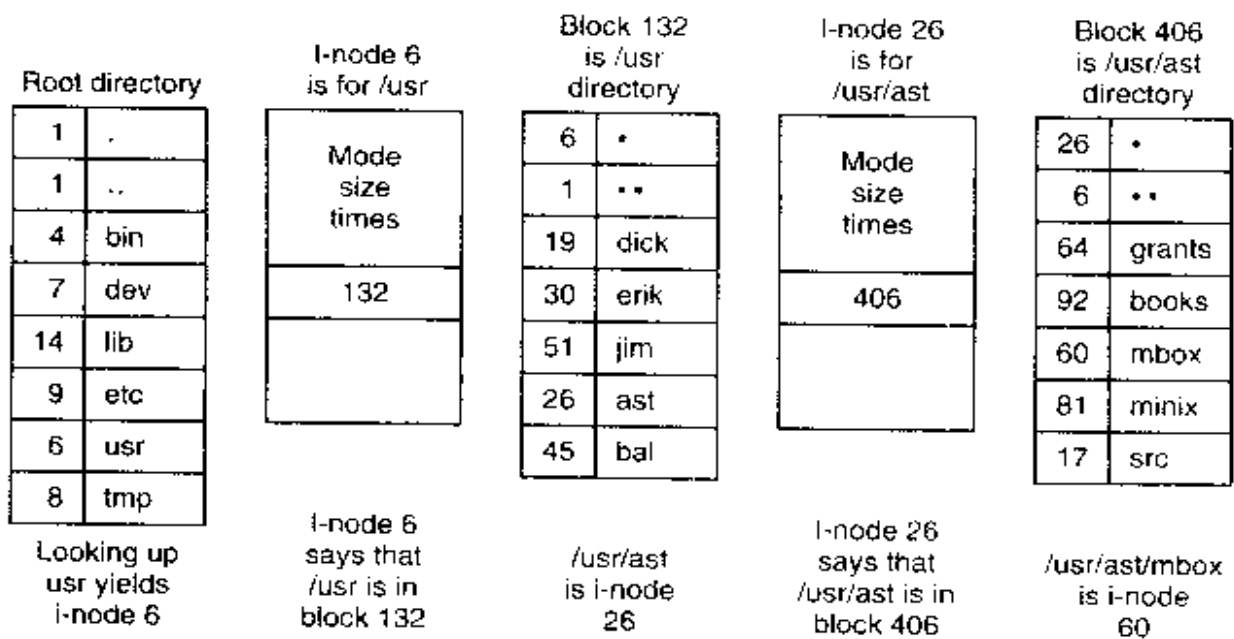 Root directory
1 .
1 ..
4 bin
7 dev
14 lib
9 etc
6 usr
8 tmp
Looking up
usr yields
i-node 6
I-node 6
is for /usr
Mode
size
times
132
I-node 6
says that
/usr is in
block 132
Block 132
is /usr
directory
6 •
1 ••
19 dick
30 erik
51 jim
26 ast
45 bal
/usr/ast
is i-node
26
I-node 26
is for
/usr/ast
Mode
size
times
406
I-node 26
says that
/usr/ast is in
block 406
Block 406
is /usr/ast
directory
26 •
6 ••
64 grants
92 books
60 mbox
81 minix
17 src
/usr/ast/mbox
is i-node
60